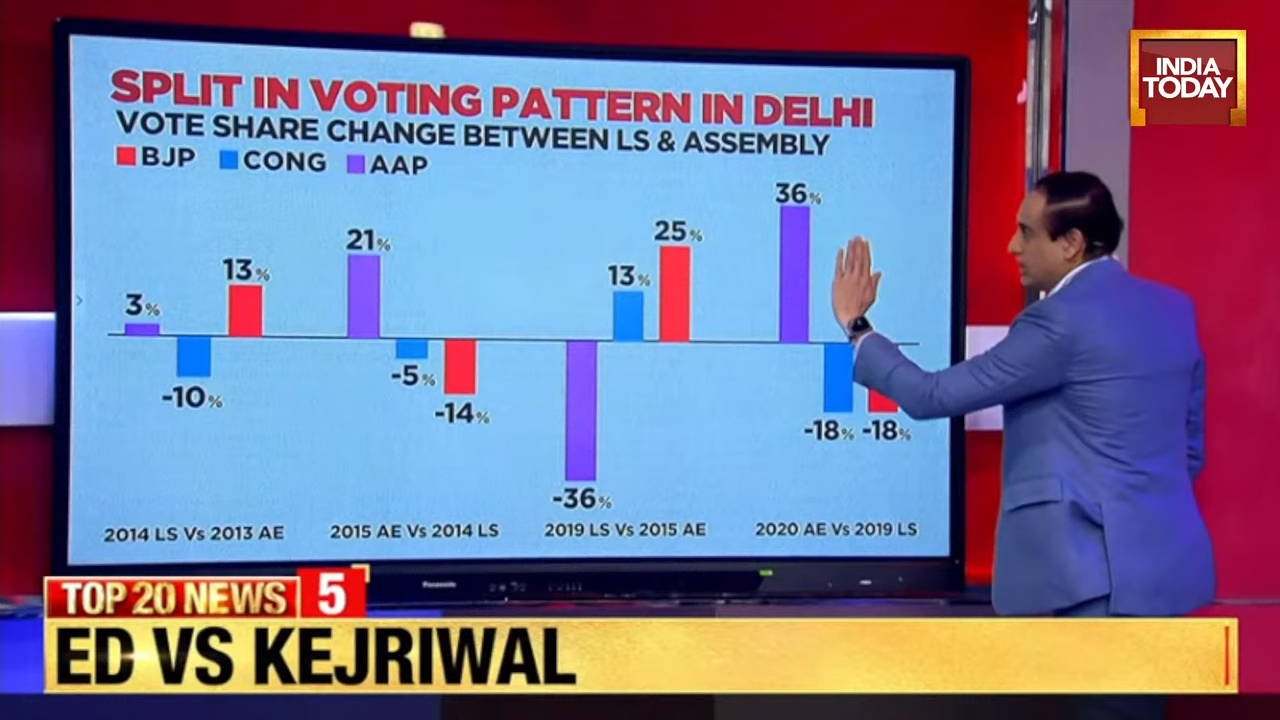 INDIA
TODAY
SPLIT IN VOTING PATTERN IN DELHI
VOTE SHARE CHANGE BETWEEN LS & ASSEMBLY
BJP CONG AAP
3%
-10%
13%
21%
-5%
-14%
-36%
13%
25%
36%
-18%
-18%
2014 LS Vs 2013 AE
2015 AE Vs 2014 LS
2019 LS Vs 2015 AE
2020 AE Vs 2019 LS
Panasonic
TOP 20 NEWS 5
ED VS KEJRIWAL